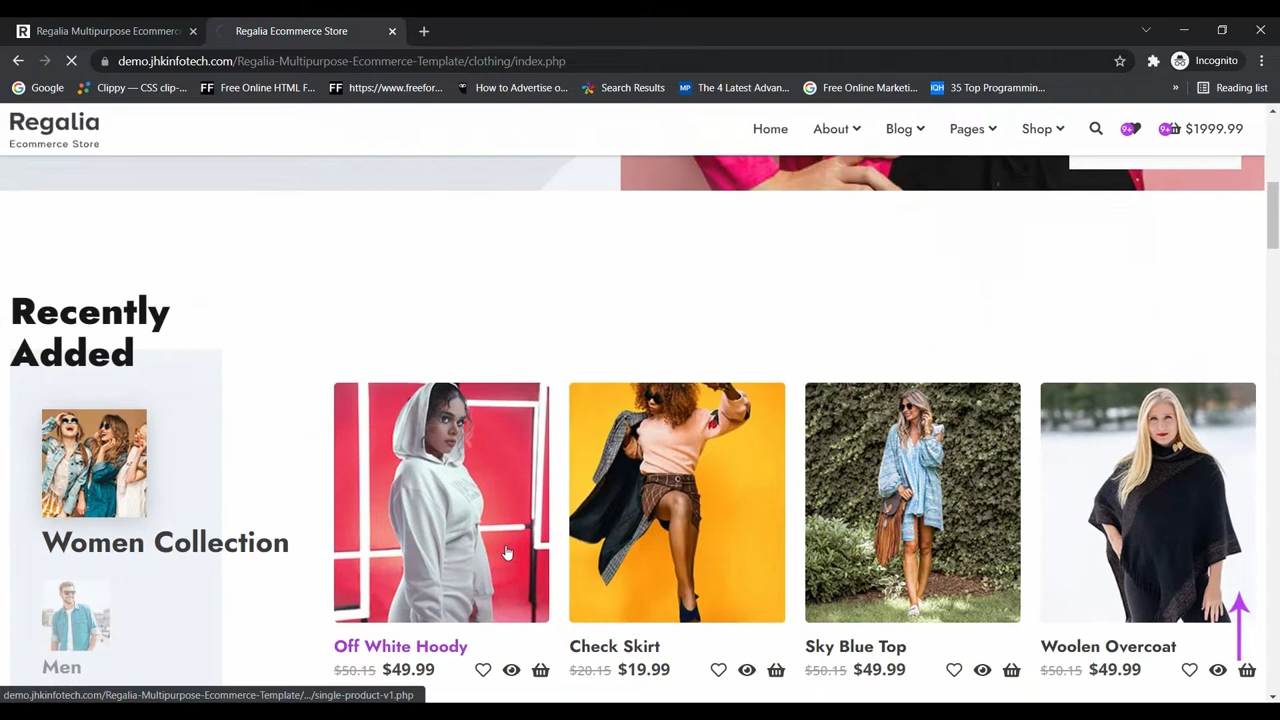 Regalia Multipurpose Ecommerc
Regalia Ecommerce Store
demo.jhkinfotech.com/Regalia-Multipurpose-Ecommerce-Template/clothing/index.php
Incognito
Google
Clippy — CSS clip-...
Free Online HTML F...
https://www.freefor...
How to Advertise o...
Search Results
The 4 Latest Advan...
Free Online Marketi...
35 Top Programmin...
»
Reading list
Regalia
Ecommerce Store
Home
About
Blog
Pages
Shop
9+
9+
$1999.99
Recently
Added
Women Collection
Men
Off White Hoody
$50.15 $49.99
Check Skirt
$20.15 $19.99
Sky Blue Top
$50.15 $49.99
Woolen Overcoat
$50.15 $49.99
demo.jhkinfotech.com/Regalia-Multipurpose-Ecommerce-Template/.../single-product-v1.php